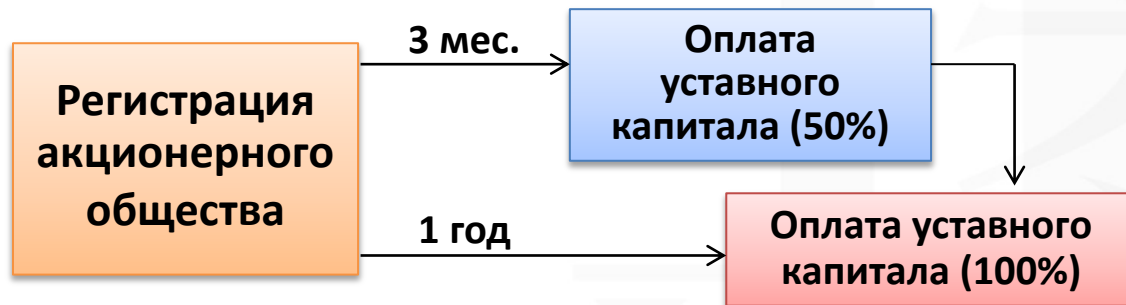 Регистрация
акционерного
общества
3 мес.
Оплата
уставного
капитала (50%)
1 год
Оплата уставного
капитала (100%)